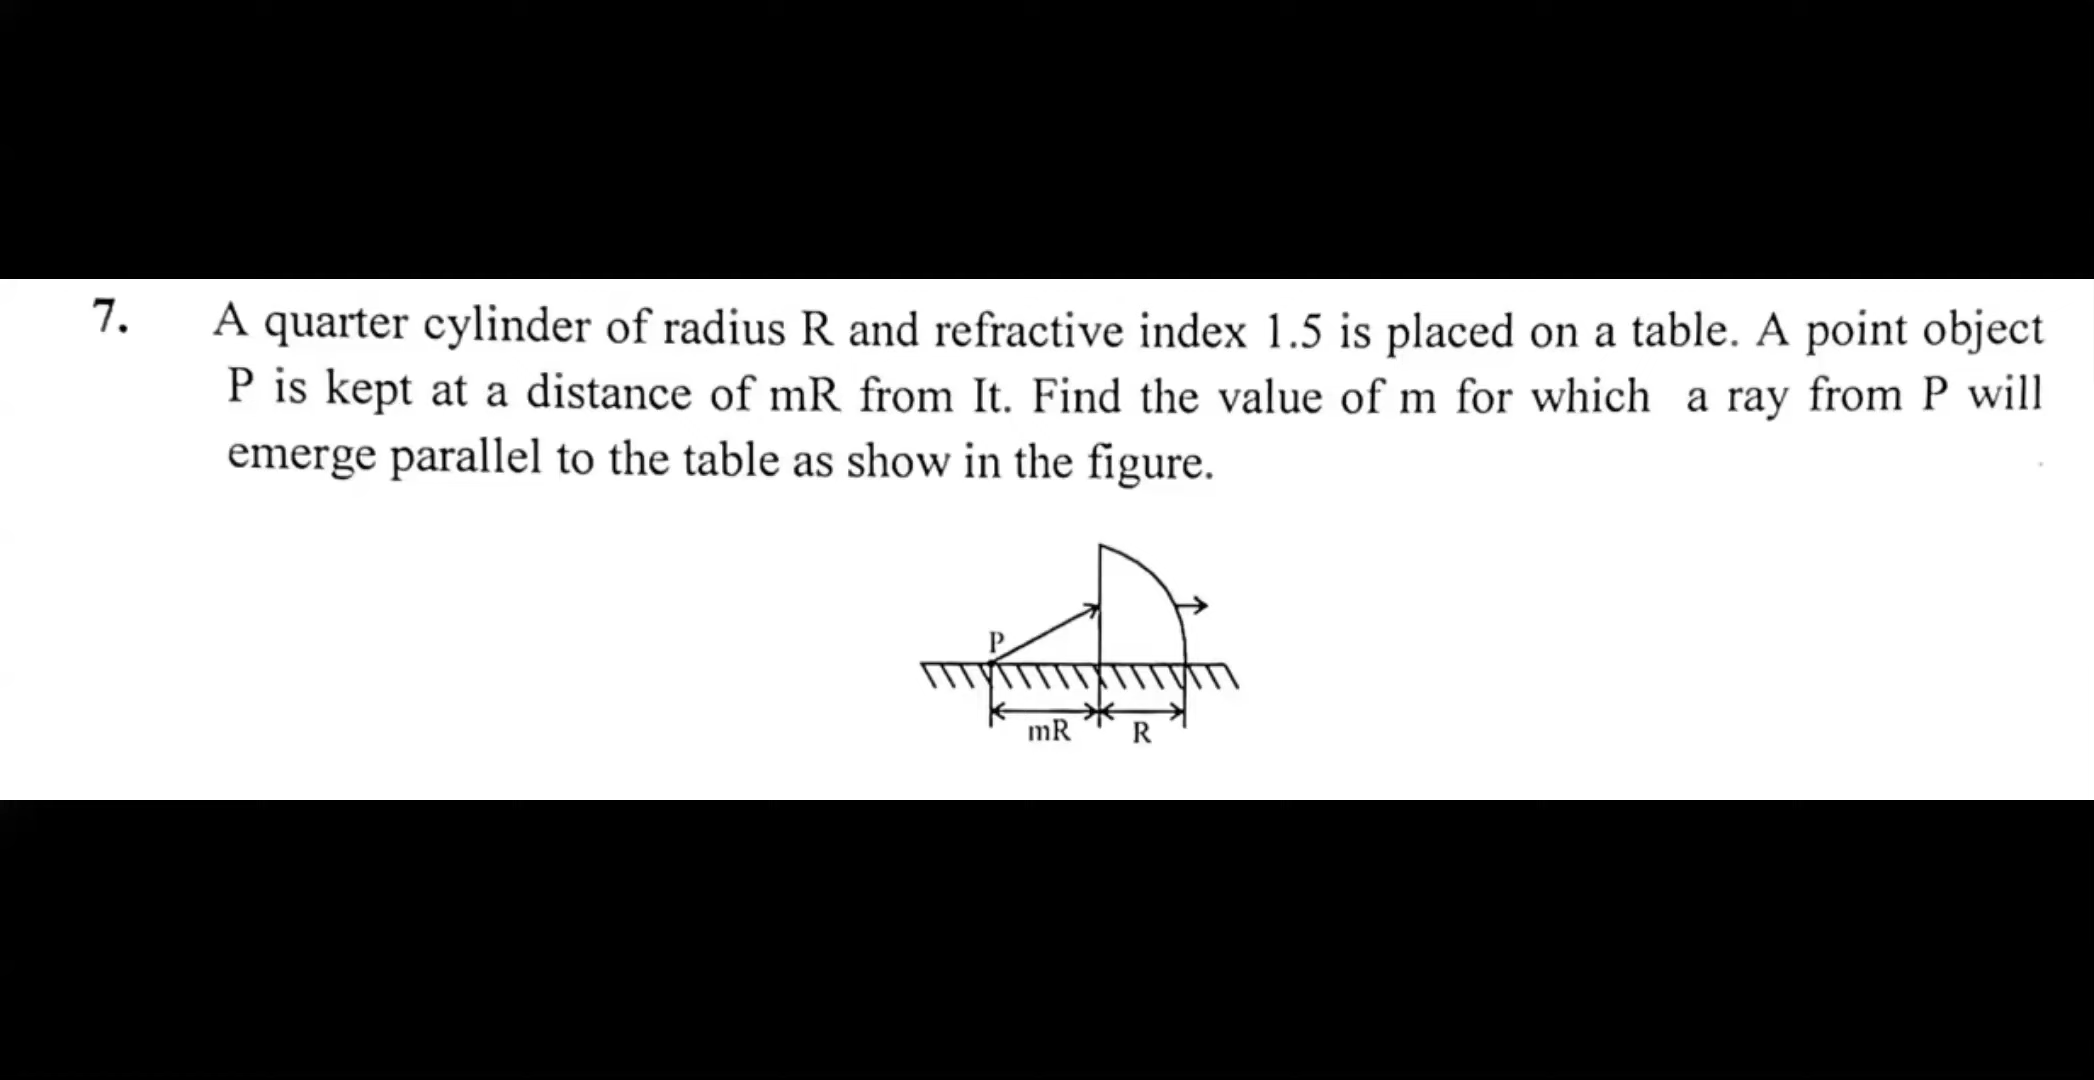 7. A quarter cylinder of radius R and refractive index 1.5 is placed on a table. A point object
P is kept at a distance of mR from It. Find the value of m for which a ray from P will
emerge parallel to the table as show in the figure.
P
mR R